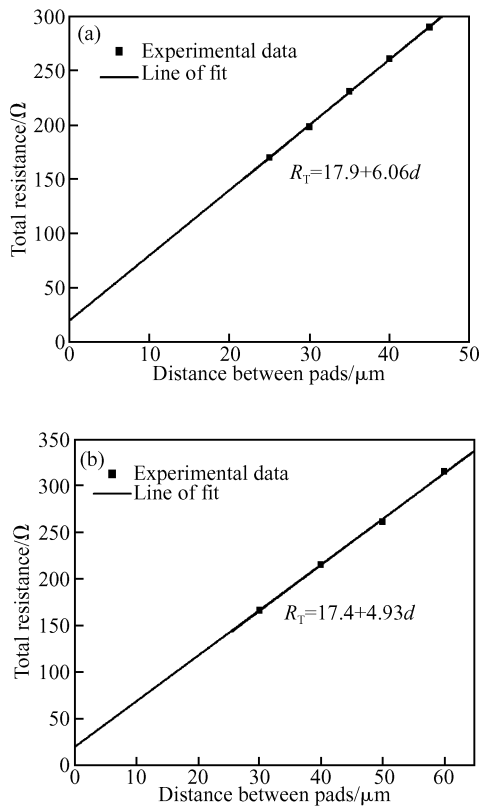 (a)
Experimental data
Line of fit
R_T=17.9+6.06d
Total resistance/Ω
300
250
200
150
100
50
0
0 10 20 30 40 50
Distance between pads/μm
(b)
Experimental data
Line of fit
R_T=17.4+4.93d
Total resistance/Ω
350
300
250
200
150
100
50
0
0 10 20 30 40 50 60
Distance between pads/μm